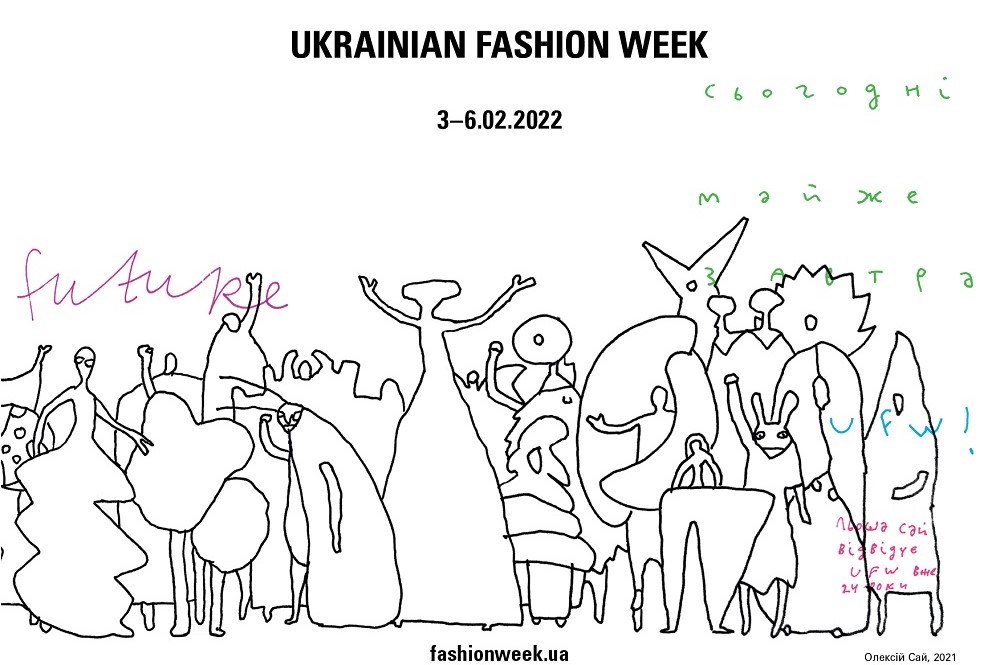 UKRAINIAN FASHION WEEK
сьогодні
3–6.02.2022
майже
future
завтра
UFW!
Льоша Сай
відвідує
UFW вже
24 роки
fashionweek.ua
Олексій Сай, 2021